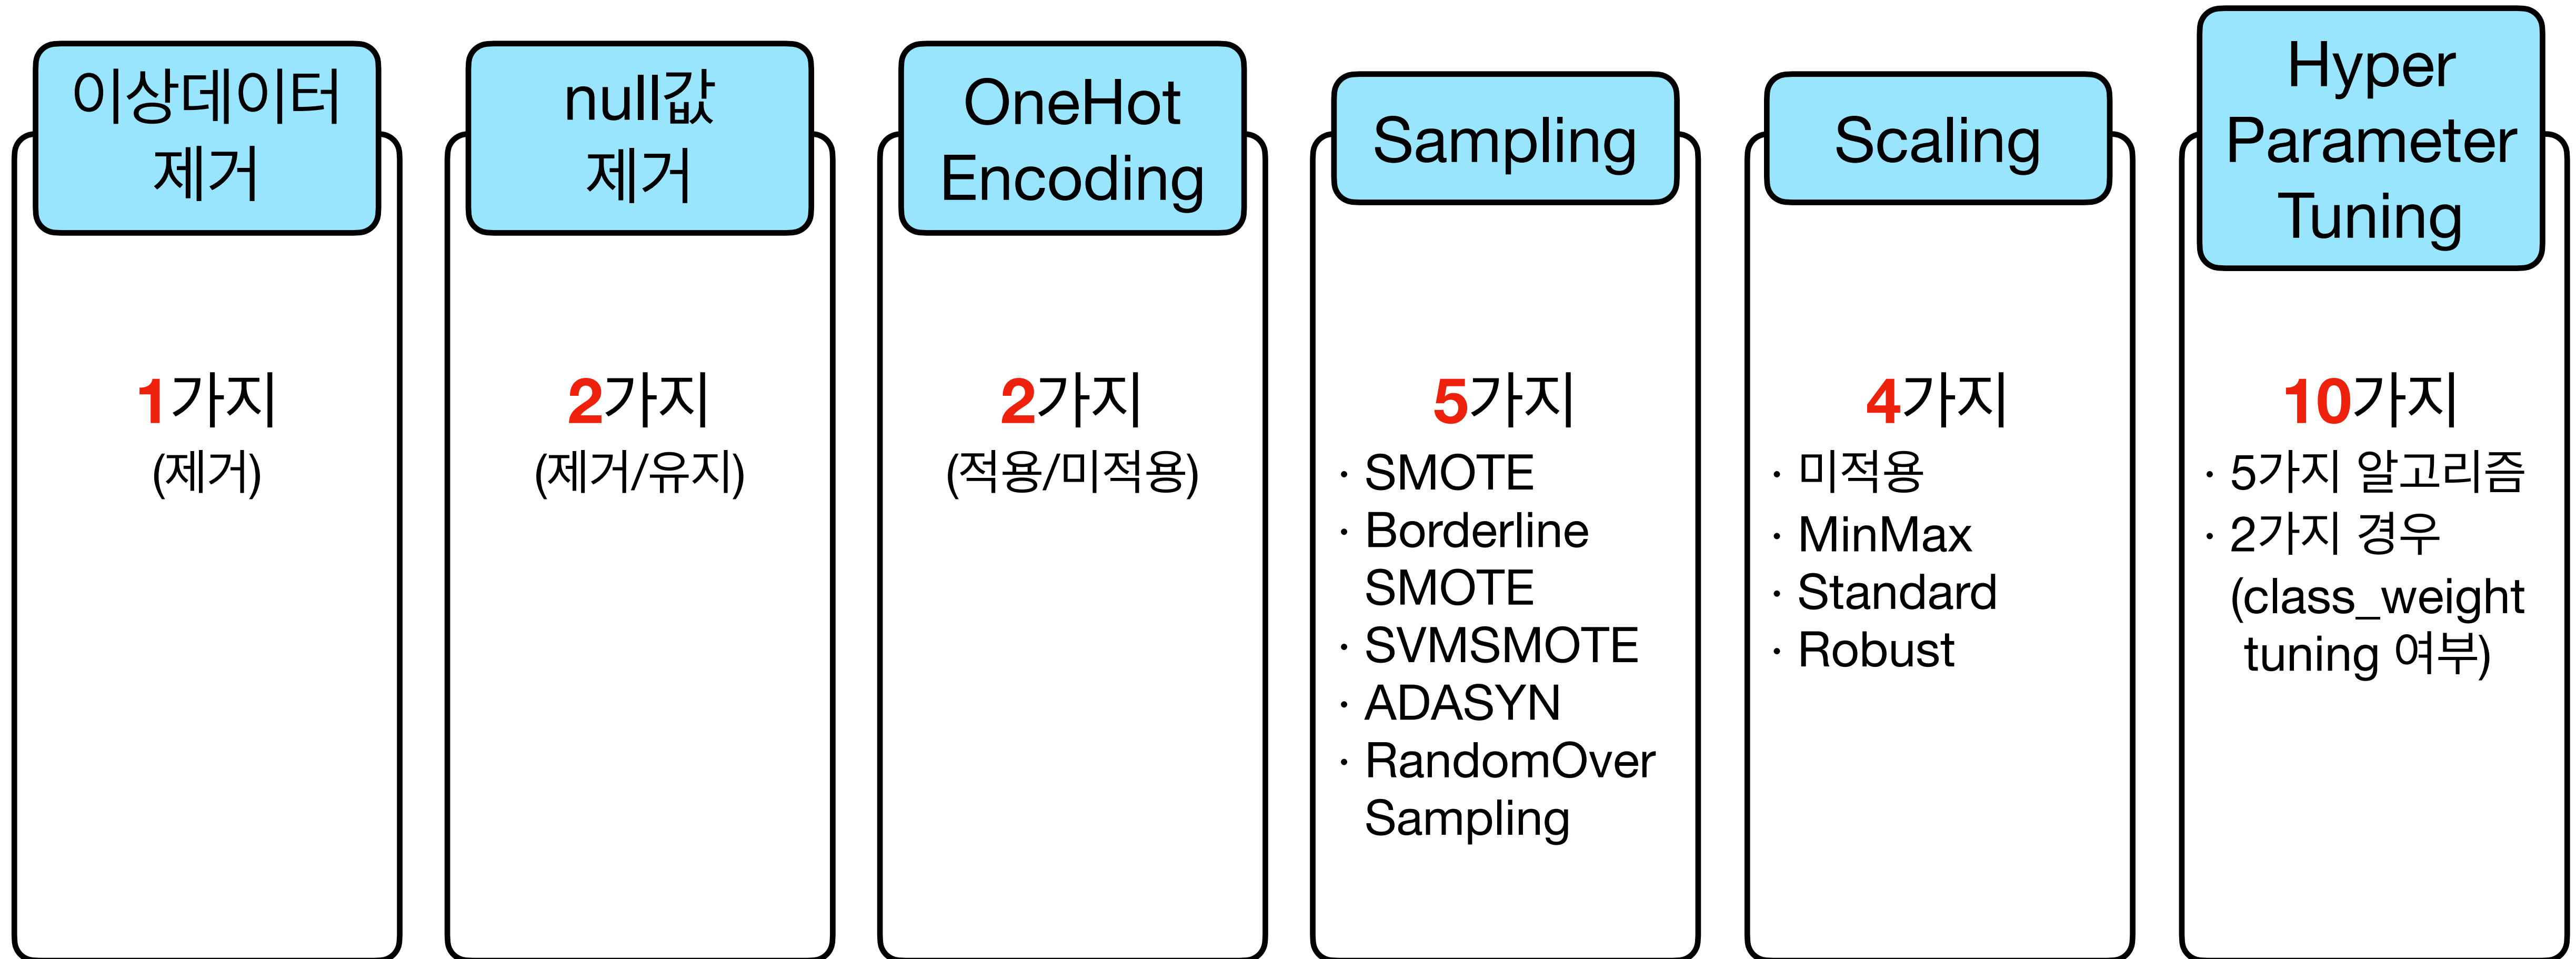 이상데이터
제거
1가지
(제거)
null값
제거
2가지
(제거/유지)
OneHot
Encoding
2가지
(적용/미적용)
Sampling
5가지
· SMOTE
· Borderline
SMOTE
· SVMSMOTE
· ADASYN
· RandomOver
Sampling
Scaling
4가지
· 미적용
· MinMax
· Standard
· Robust
Hyper
Parameter
Tuning
10가지
· 5가지 알고리즘
· 2가지 경우
(class_weight
tuning 여부)